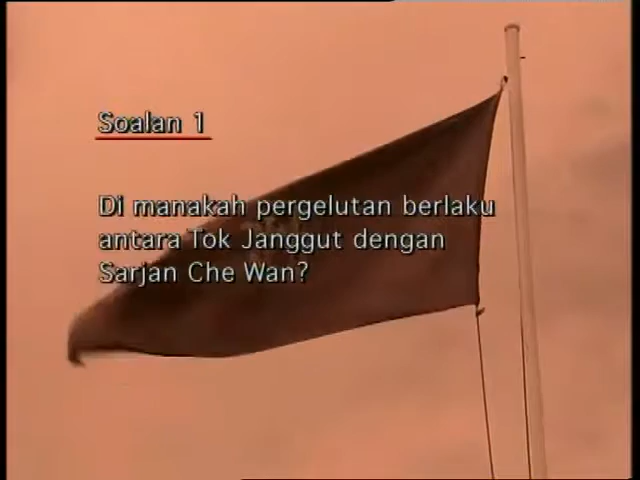 Soalan 1
Di manakah pergelutan berlaku
antara Tok Janggut dengan
Sarjan Che Wan?